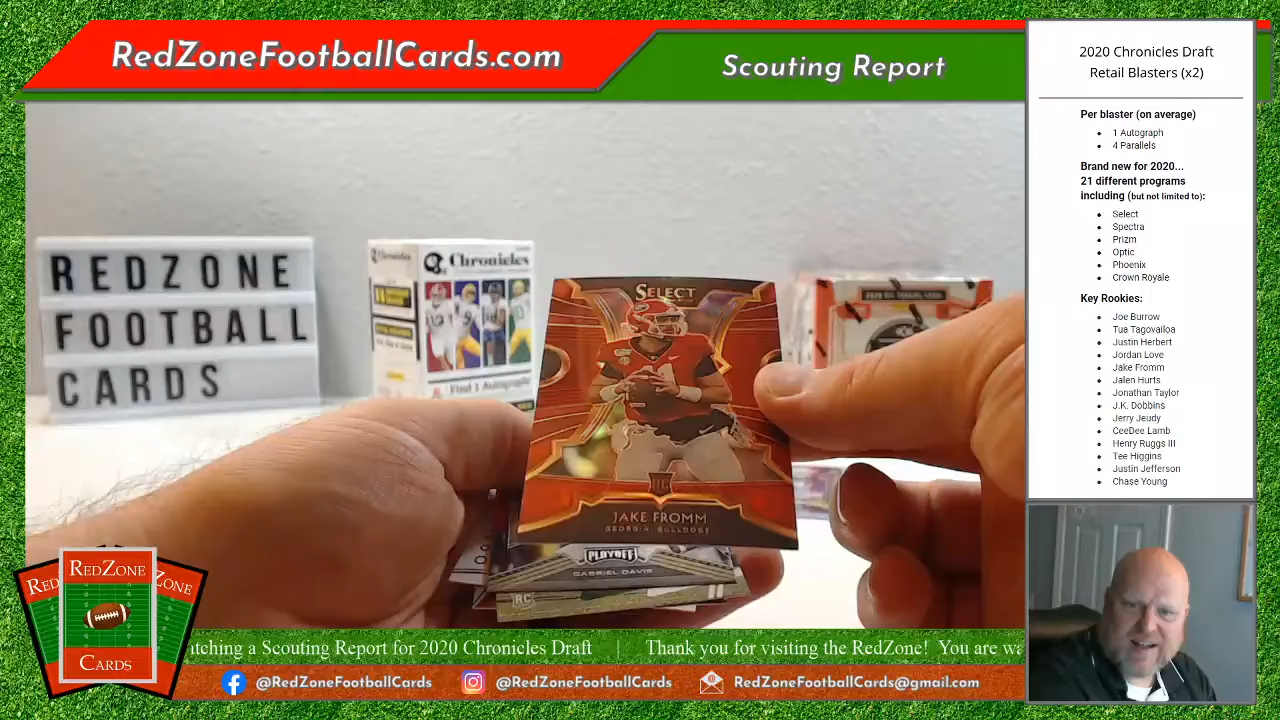 RedZoneFootballCards.com
Scouting Report
2020 Chronicles Draft
Retail Blasters (x2)
Per blaster (on average)
• 1 Autograph
• 4 Parallels
Brand new for 2020...
21 different programs
including (but not limited to):
• Select
• Spectra
• Prizm
• Optic
• Phoenix
• Crown Royale
Key Rookies:
• Joe Burrow
• Tua Tagovailoa
• Justin Herbert
• Jordan Love
• Jake Fromm
• Jalen Hurts
• Jonathan Taylor
• J.K. Dobbins
• Jerry Jeudy
• CeeDee Lamb
• Henry Ruggs III
• Tee Higgins
• Justin Jefferson
• Chase Young
REDZONE
FOOTBALL
CARDS
Chronicles
Chronicles
Find 1 Autograph
SELECT
JAKE FROMM
GEORGIA BULLDOGS
PLAYOFF
GABRIEL DAVIS
RC
RED
REDZONE
ZONE
CARDS
tching a Scouting Report for 2020 Chronicles Draft | Thank you for visiting the RedZone! You are wa
@RedZoneFootballCards
@RedZoneFootballCards
RedZoneFootballCards@gmail.com